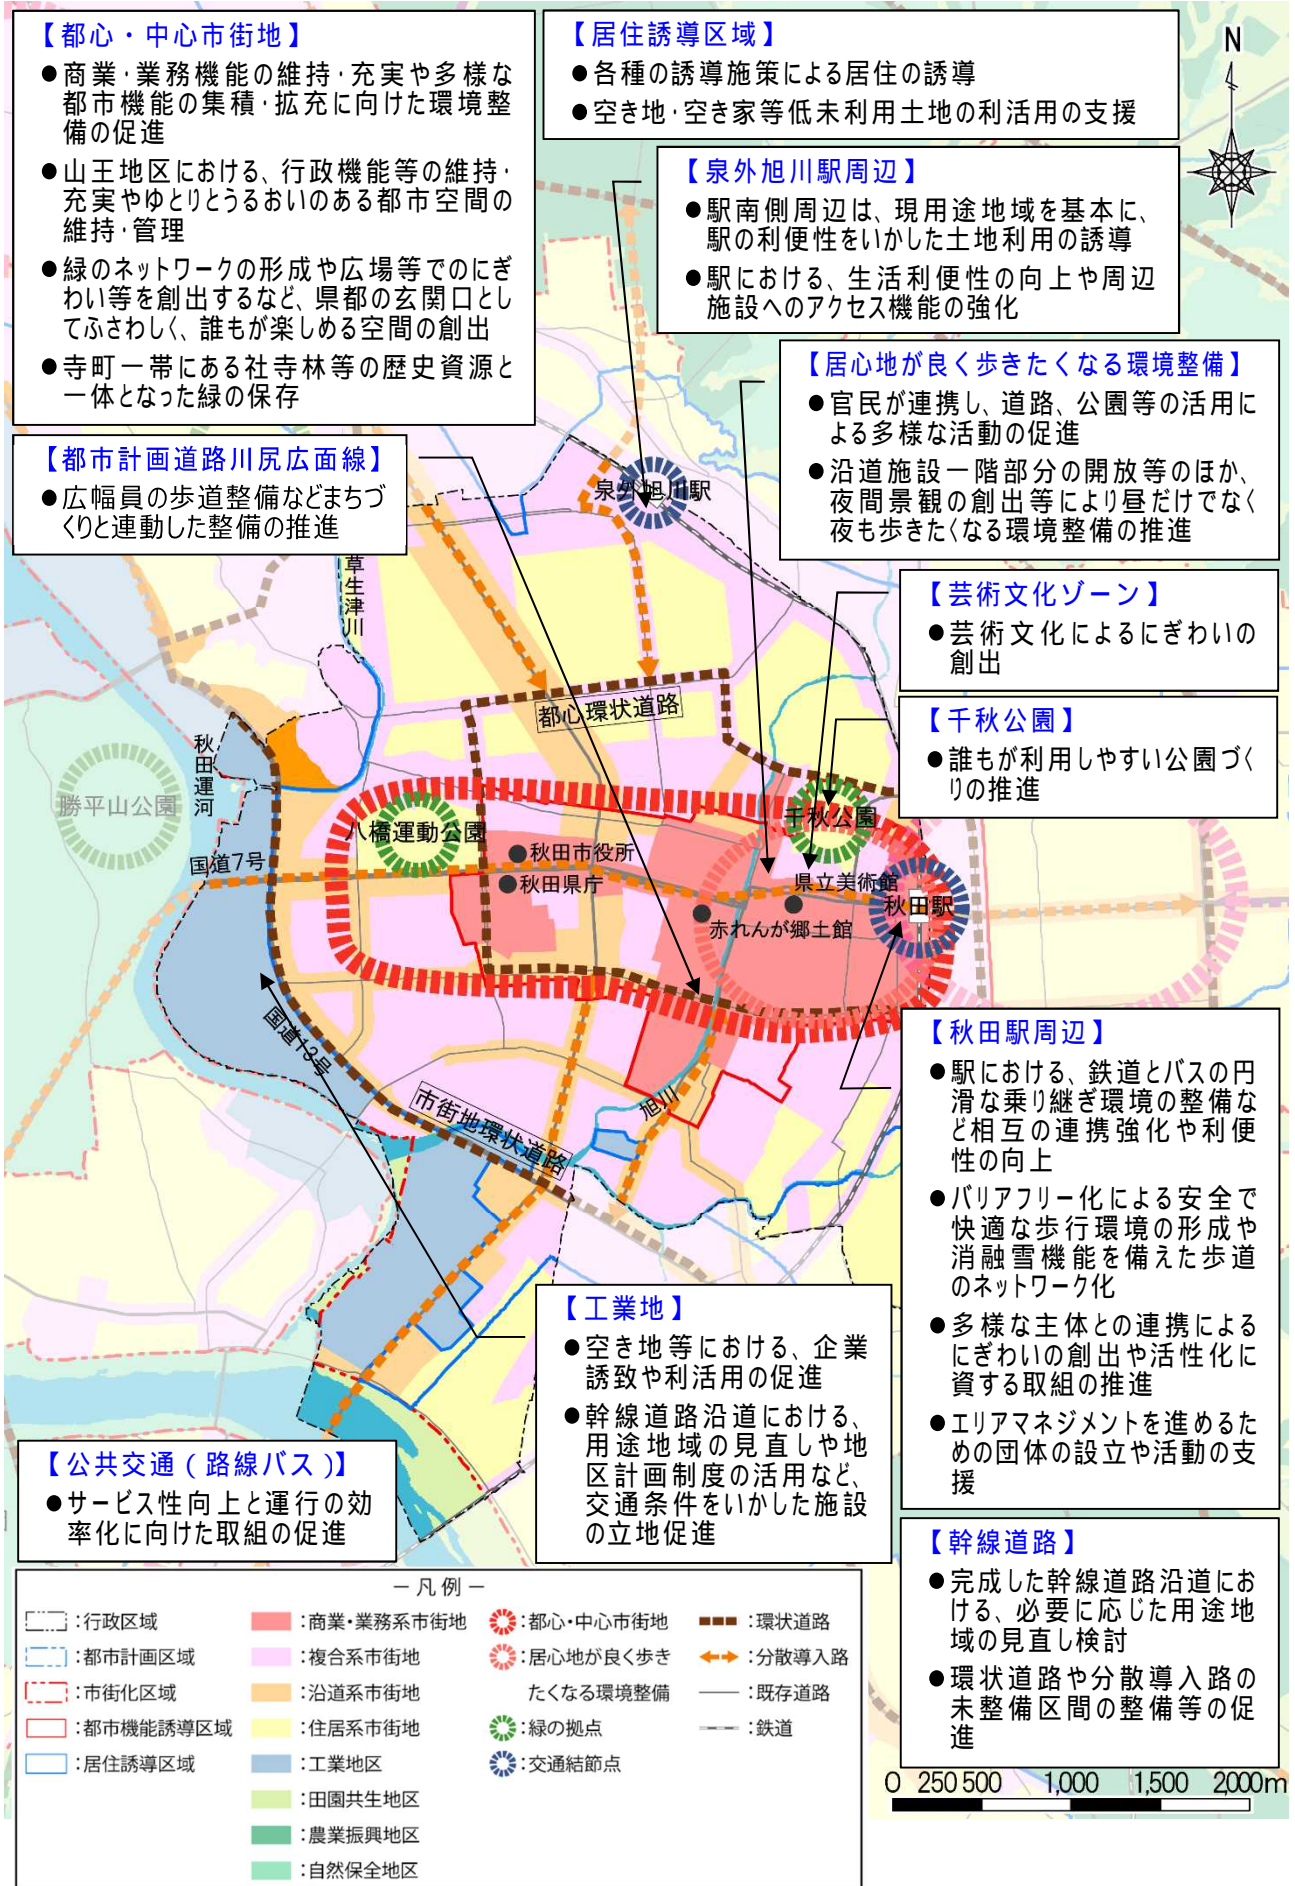 【都心・中心市街地】
●商業・業務機能の維持・充実や多様な
都市機能の集積・拡充に向けた環境整
備の促進
●山王地区における、行政機能等の維持・
充実やゆとりとうるおいのある都市空間の
維持・管理
●緑のネットワークの形成や広場等でのにぎ
わい等を創出するなど、県都の玄関口とし
てふさわしく、誰もが楽しめる空間の創出
●寺町一帯にある社寺林等の歴史資源と
一体となった緑の保存
【居住誘導区域】
●各種の誘導施策による居住の誘導
●空き地・空き家等低未利用土地の利活用の支援
N
【泉外旭川駅周辺】
●駅南側周辺は、現用途地域を基本に、
駅の利便性をいかした土地利用の誘導
●駅における、生活利便性の向上や周辺
施設へのアクセス機能の強化
【居心地が良く歩きたくなる環境整備】
●官民が連携し、道路、公園等の活用に
よる多様な活動の促進
●沿道施設一階部分の開放等のほか、
夜間景観の創出等により昼だけでなく
夜も歩きたくなる環境整備の推進
【都市計画道路川尻広面線】
●広幅員の歩道整備などまちづ
くりと連動した整備の推進
【芸術文化ゾーン】
●芸術文化によるにぎわいの
創出
【千秋公園】
●誰もが利用しやすい公園づく
りの推進
泉外旭川駅
草生津川
都心環状道路
秋田運河
勝平山公園
八橋運動公園
千秋公園
国道7号
秋田市役所
秋田県庁
県立美術館
秋田駅
赤れんが郷土館
国道13号
市街地環状道路
旭川
【秋田駅周辺】
●駅における、鉄道とバスの円
滑な乗り継ぎ環境の整備な
ど相互の連携強化や利便
性の向上
●バリアフリー化による安全で
快適な歩行環境の形成や
消融雪機能を備えた歩道
のネットワーク化
●多様な主体との連携による
にぎわいの創出や活性化に
資する取組の推進
●エリアマネジメントを進めるた
めの団体の設立や活動の支
援
【工業地】
●空き地等における、企業
誘致や利活用の促進
●幹線道路沿道における、
用途地域の見直しや地
区計画制度の活用など、
交通条件をいかした施設
の立地促進
【公共交通(路線バス)】
●サービス性向上と運行の効
率化に向けた取組の促進
【幹線道路】
●完成した幹線道路沿道にお
ける、必要に応じた用途地
域の見直し検討
●環状道路や分散導入路の
未整備区間の整備等の促
進
－凡例－
：行政区域
：都市計画区域
：市街化区域
：都市機能誘導区域
：居住誘導区域
：商業・業務系市街地
：複合系市街地
：沿道系市街地
：住居系市街地
：工業地区
：田園共生地区
：農業振興地区
：自然保全地区
：都心・中心市街地
：居心地が良く歩き
たくなる環境整備
：緑の拠点
：交通結節点
：環状道路
：分散導入路
：既存道路
：鉄道
0 250 500 1,000 1,500 2,000m